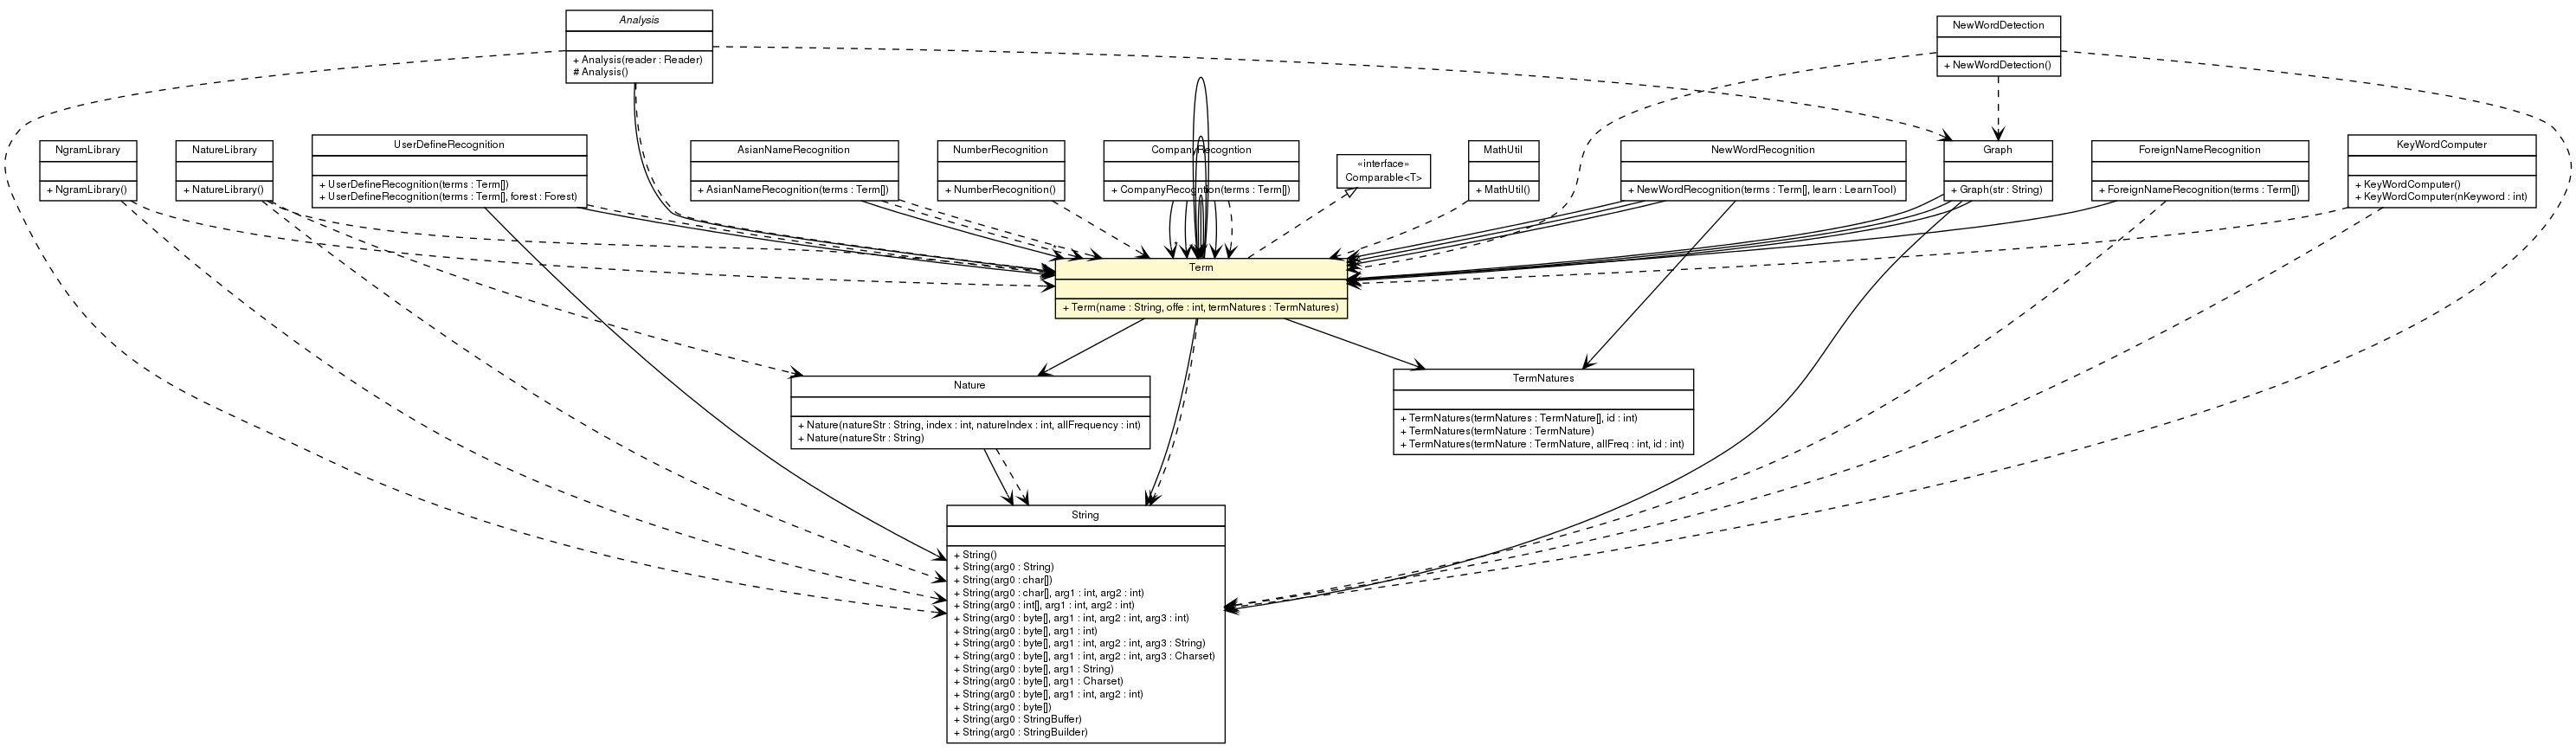 Analysis
+ Analysis(reader : Reader)
# Analysis()
NewWordDetection
+ NewWordDetection()
NgramLibrary
+ NgramLibrary()
NatureLibrary
+ NatureLibrary()
UserDefineRecognition
+ UserDefineRecognition(terms : Term[])
+ UserDefineRecognition(terms : Term[], forest : Forest)
AsianNameRecognition
+ AsianNameRecognition(terms : Term[])
NumberRecognition
+ NumberRecognition()
CompanyRecogntion
+ CompanyRecogntion(terms : Term[])
«interface»
Comparable<T>
MathUtil
+ MathUtil()
NewWordRecognition
+ NewWordRecognition(terms : Term[], learn : LearnTool)
Graph
+ Graph(str : String)
ForeignNameRecognition
+ ForeignNameRecognition(terms : Term[])
KeyWordComputer
+ KeyWordComputer()
+ KeyWordComputer(nKeyword : int)
Term
+ Term(name : String, offe : int, termNatures : TermNatures)
Nature
+ Nature(natureStr : String, index : int, natureIndex : int, allFrequency : int)
+ Nature(natureStr : String)
TermNatures
+ TermNatures(termNatures : TermNature[], id : int)
+ TermNatures(termNature : TermNature)
+ TermNatures(termNature : TermNature, allFreq : int, id : int)
String
+ String()
+ String(arg0 : String)
+ String(arg0 : char[])
+ String(arg0 : char[], arg1 : int, arg2 : int)
+ String(arg0 : int[], arg1 : int, arg2 : int)
+ String(arg0 : byte[], arg1 : int, arg2 : int, arg3 : int)
+ String(arg0 : byte[], arg1 : int)
+ String(arg0 : byte[], arg1 : int, arg2 : int, arg3 : String)
+ String(arg0 : byte[], arg1 : int, arg2 : int, arg3 : Charset)
+ String(arg0 : byte[], arg1 : String)
+ String(arg0 : byte[], arg1 : Charset)
+ String(arg0 : byte[], arg1 : int, arg2 : int)
+ String(arg0 : byte[])
+ String(arg0 : StringBuffer)
+ String(arg0 : StringBuilder)